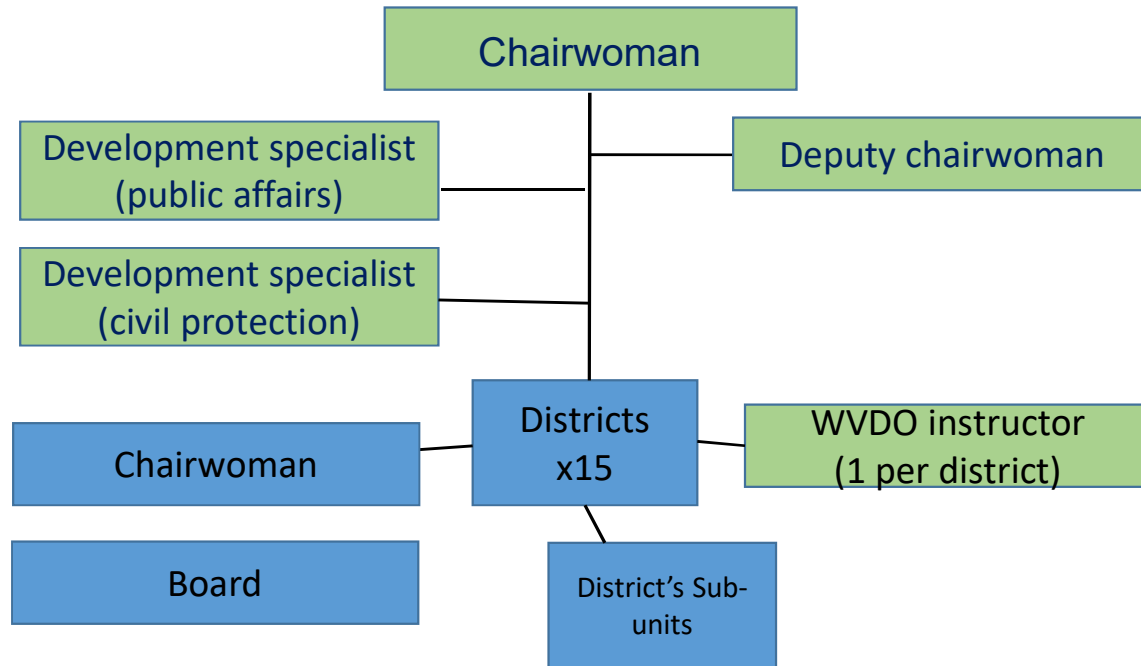 Chairwoman
Development specialist
(public affairs)
Deputy chairwoman
Development specialist
(civil protection)
Districts
x15
Chairwoman
WVDO instructor
(1 per district)
Board
District’s Sub-
units